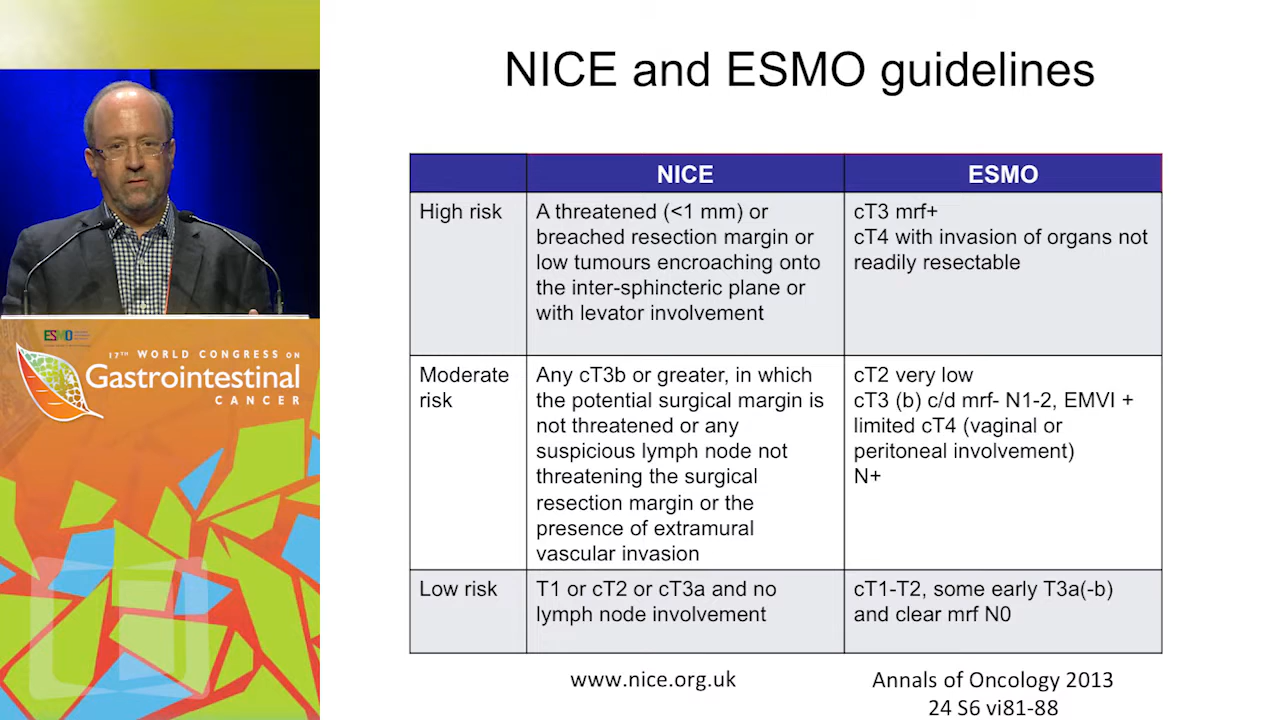 NICE and ESMO guidelines
NICE
ESMO
High risk
A threatened (<1 mm) or
breached resection margin or
low tumours encroaching onto
the inter-sphincteric plane or
with levator involvement
cT3 mrf+
cT4 with invasion of organs not
readily resectable
Moderate
risk
Any cT3b or greater, in which
the potential surgical margin is
not threatened or any
suspicious lymph node not
threatening the surgical
resection margin or the
presence of extramural
vascular invasion
cT2 very low
cT3 (b) c/d mrf- N1-2, EMVI +
limited cT4 (vaginal or
peritoneal involvement)
N+
Low risk
T1 or cT2 or cT3a and no
lymph node involvement
cT1-T2, some early T3a(-b)
and clear mrf N0
www.nice.org.uk
Annals of Oncology 2013
24 S6 vi81-88
ESMO
17TH WORLD CONGRESS ON
Gastrointestinal
CANCER